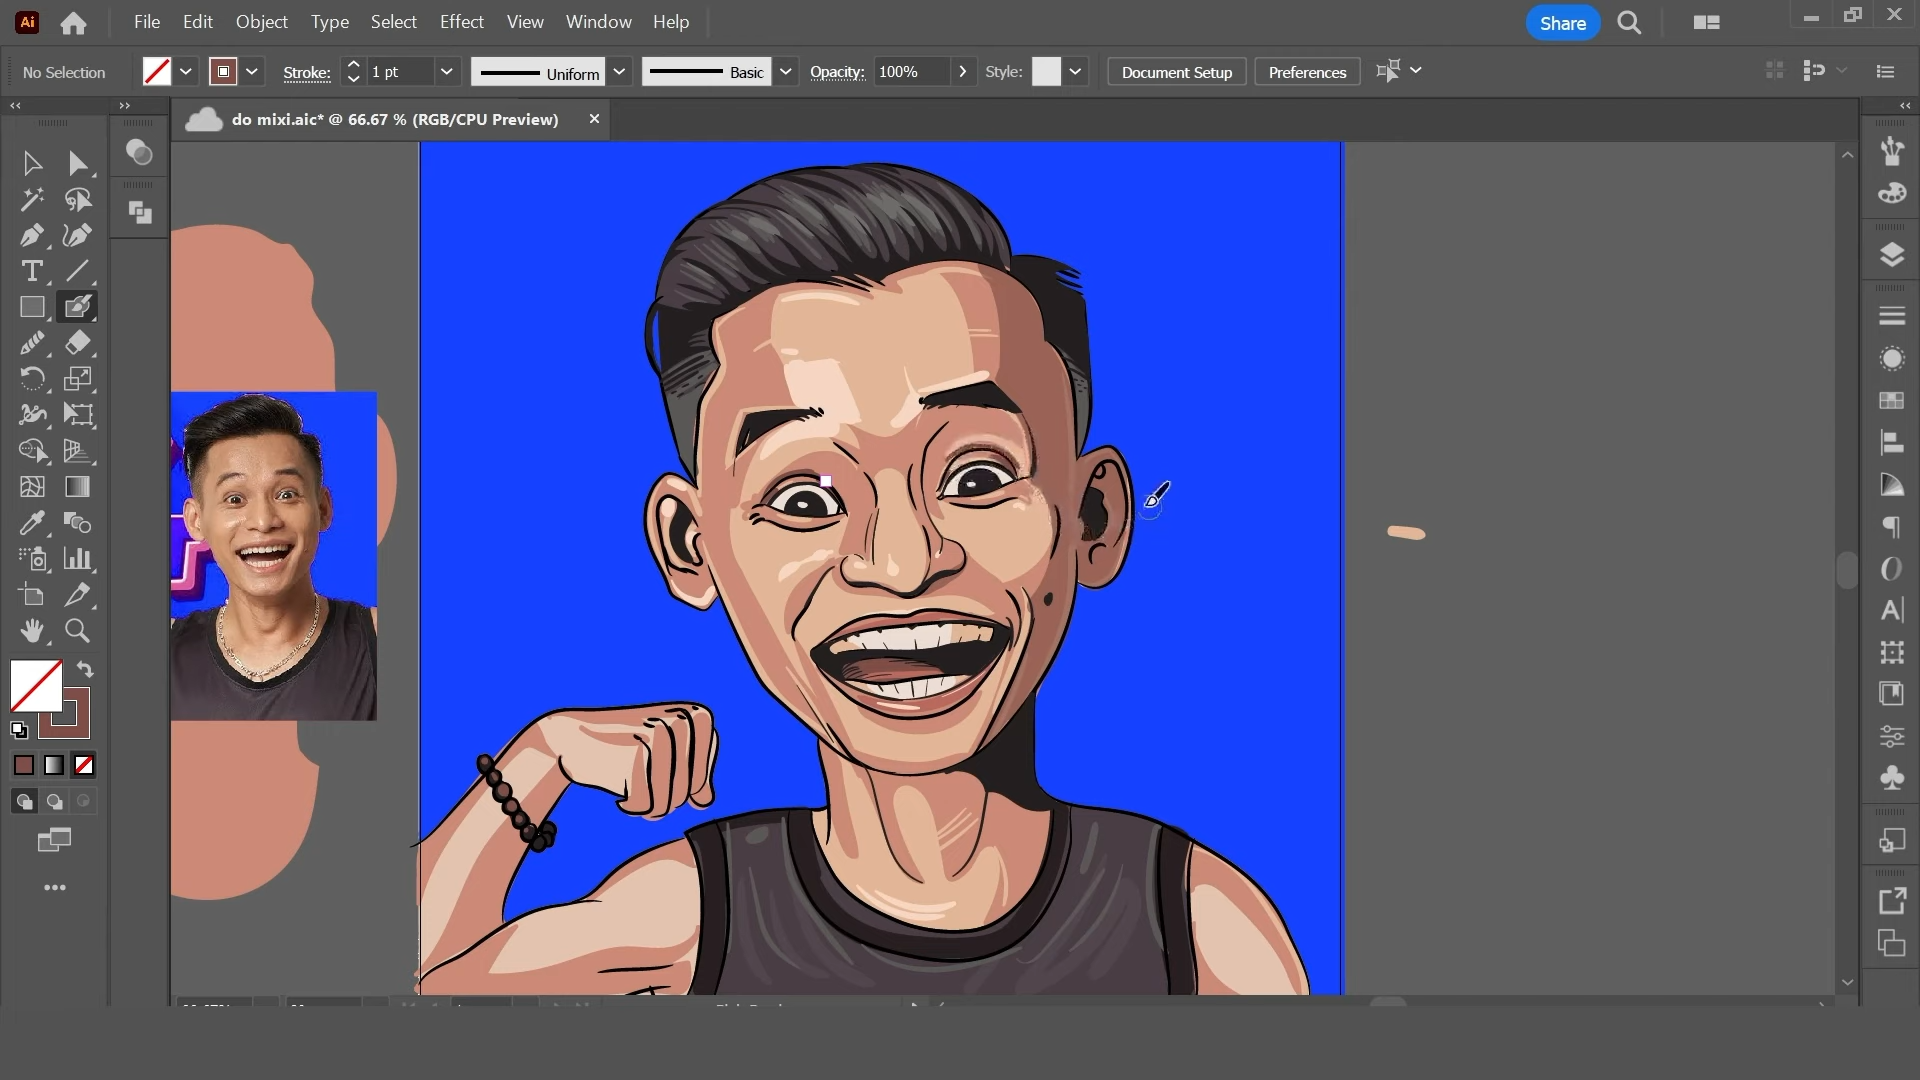 Ai File Edit Object Type Select Effect View Window Help Share
No Selection Stroke: 1 pt Uniform Basic Opacity: 100% Style: Document Setup Preferences
do mixi.aic* @ 66.67 % (RGB/CPU Preview)